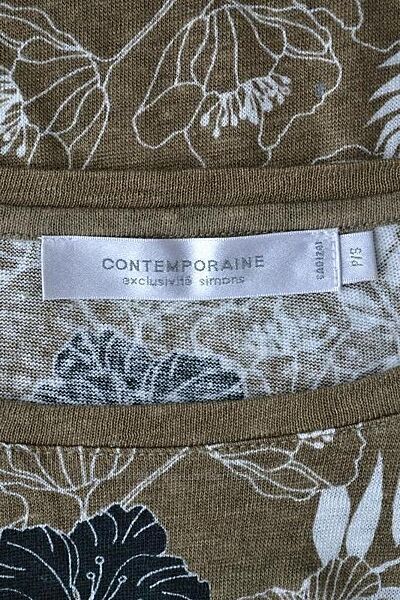 CONTEMPORAINE
exclusivité simons
P/S